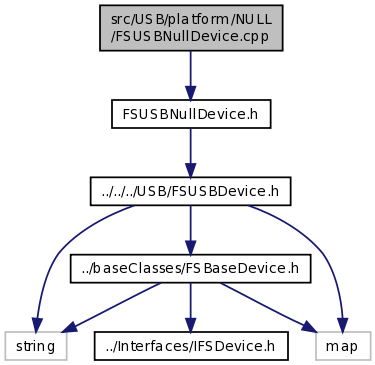 src/USB/platform/NULL
/FSUSBNullDevice.cpp
FSUSBNullDevice.h
../../../USB/FSUSBDevice.h
../baseClasses/FSBaseDevice.h
string
../Interfaces/IFSDevice.h
map